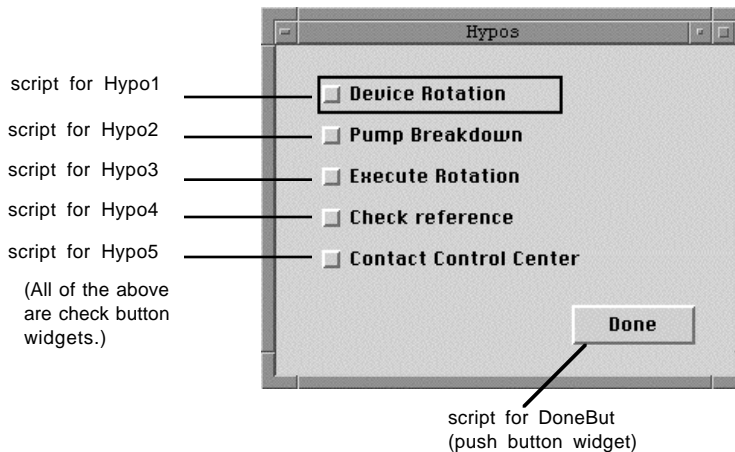 Hypos
script for Hypo1
Device Rotation
script for Hypo2
Pump Breakdown
script for Hypo3
Execute Rotation
script for Hypo4
Check reference
script for Hypo5
Contact Control Center
(All of the above
are check button
widgets.)
Done
script for DoneBut
(push button widget)